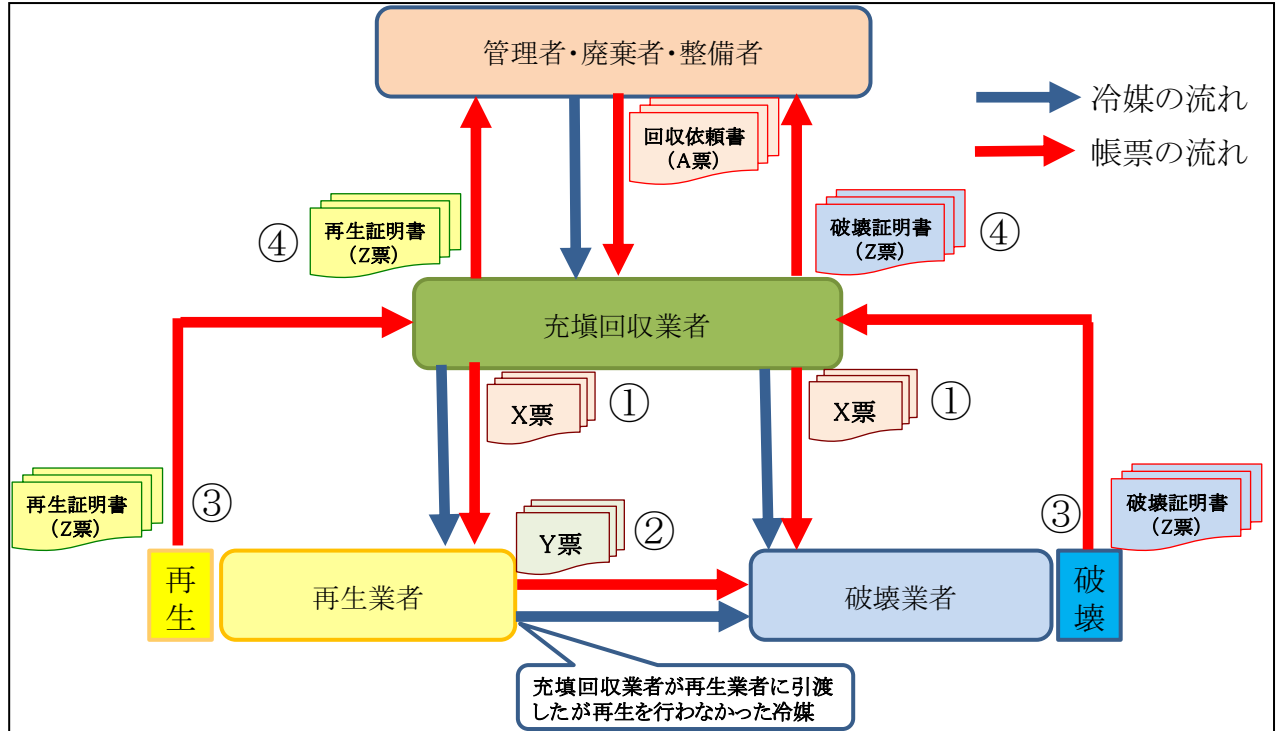 管理者・廃棄者・整備者
冷媒の流れ
帳票の流れ
回収依頼書
（A票）
④
再生証明書
（Z票）
破壊証明書
（Z票）
④
充塡回収業者
X票
①
X票
①
再生証明書
（Z票）
③
Y票
②
③
破壊証明書
（Z票）
再生
再生業者
破壊業者
破壊
充填回収業者が再生業者に引渡
したが再生を行わなかった冷媒